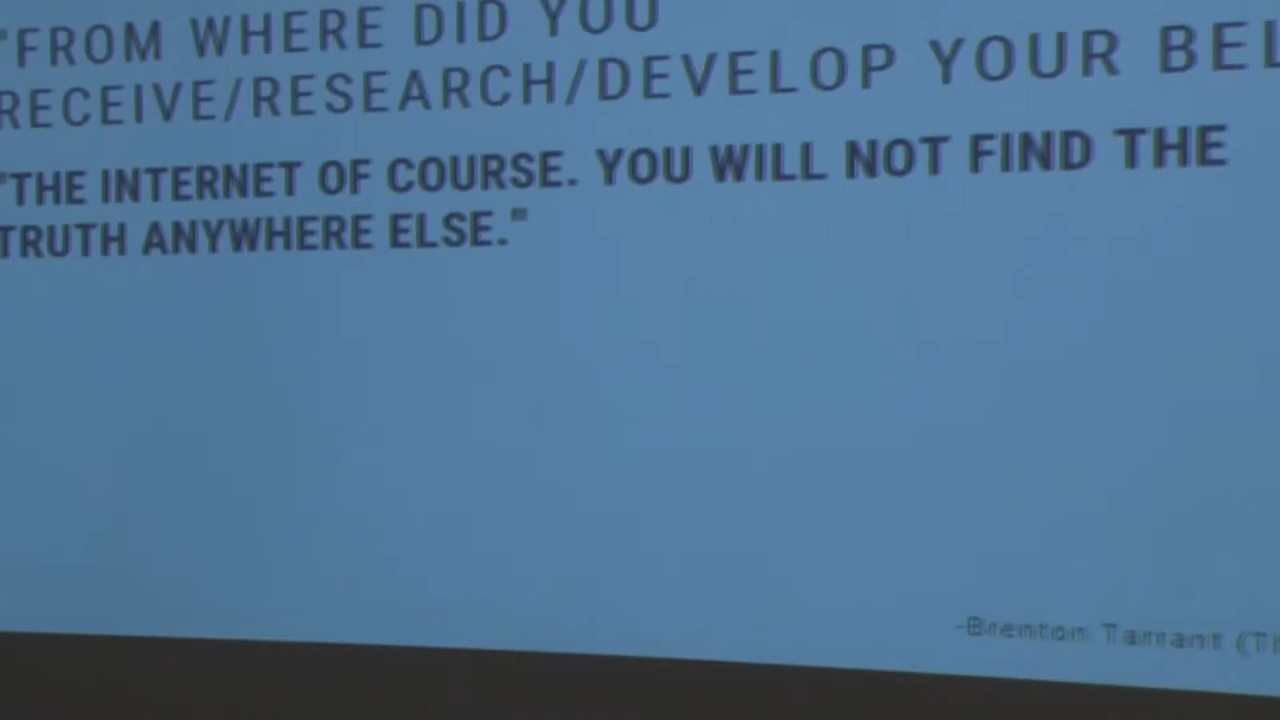 "FROM WHERE DID YOU
RECEIVE/RESEARCH/DEVELOP YOUR BEL
"THE INTERNET OF COURSE. YOU WILL NOT FIND THE
TRUTH ANYWHERE ELSE."
-Brenton Tarrant (T